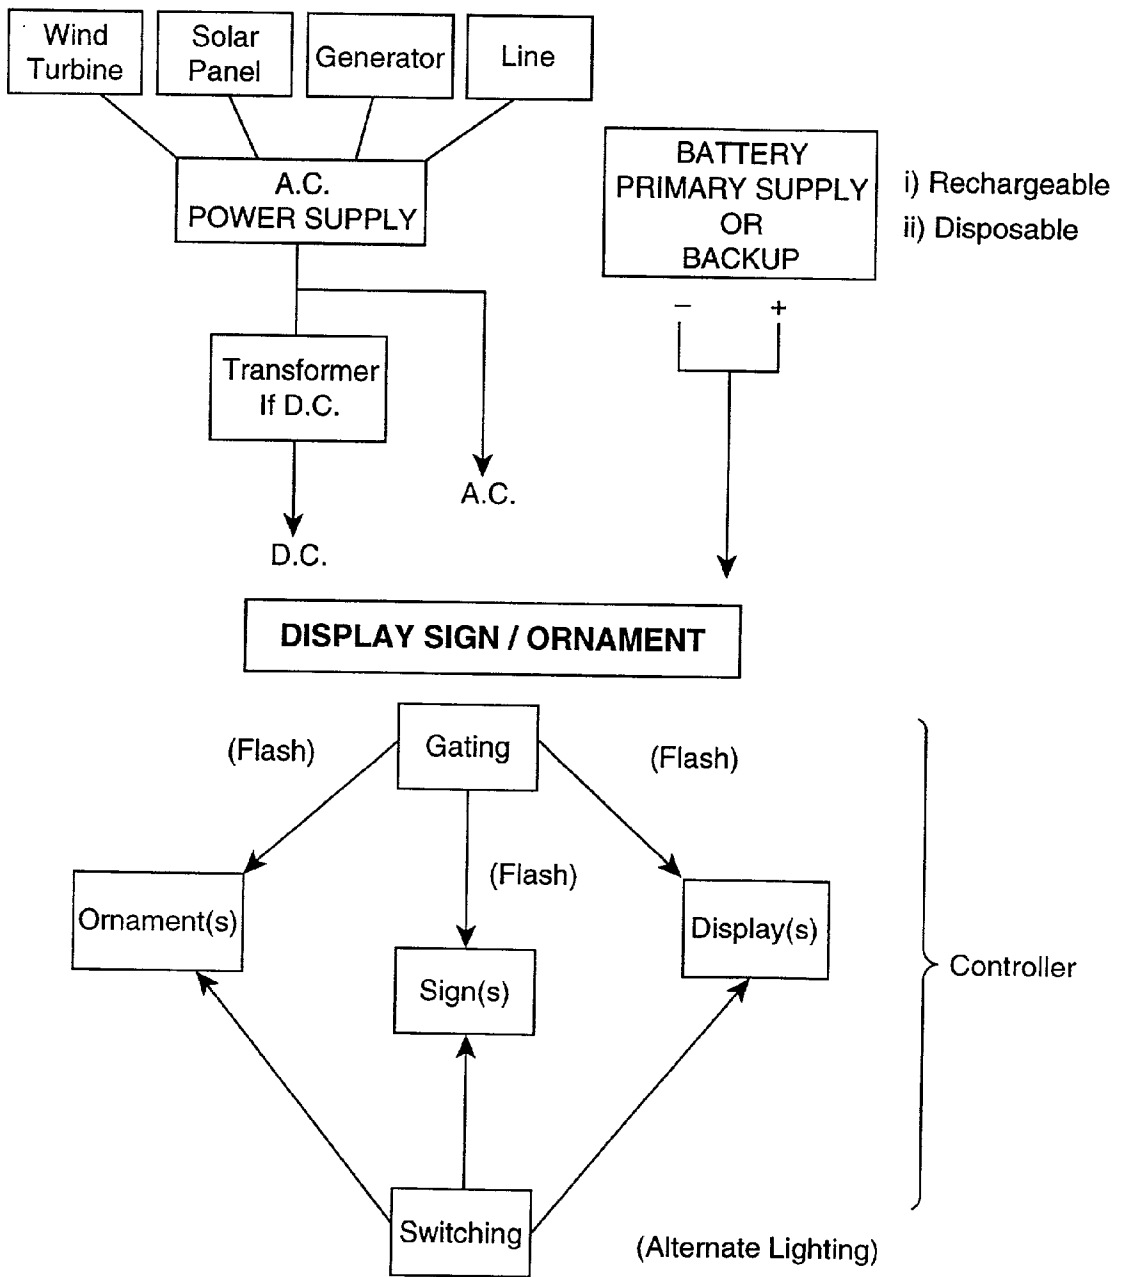 Wind
Turbine
Solar
Panel
Generator
Line
A.C.
POWER SUPPLY
BATTERY
PRIMARY SUPPLY
OR
BACKUP
i) Rechargeable
ii) Disposable
− +
Transformer
If D.C.
A.C.
D.C.
DISPLAY SIGN / ORNAMENT
Gating
(Flash)
(Flash)
(Flash)
Ornament(s)
Sign(s)
Display(s)
Controller
Switching
(Alternate Lighting)